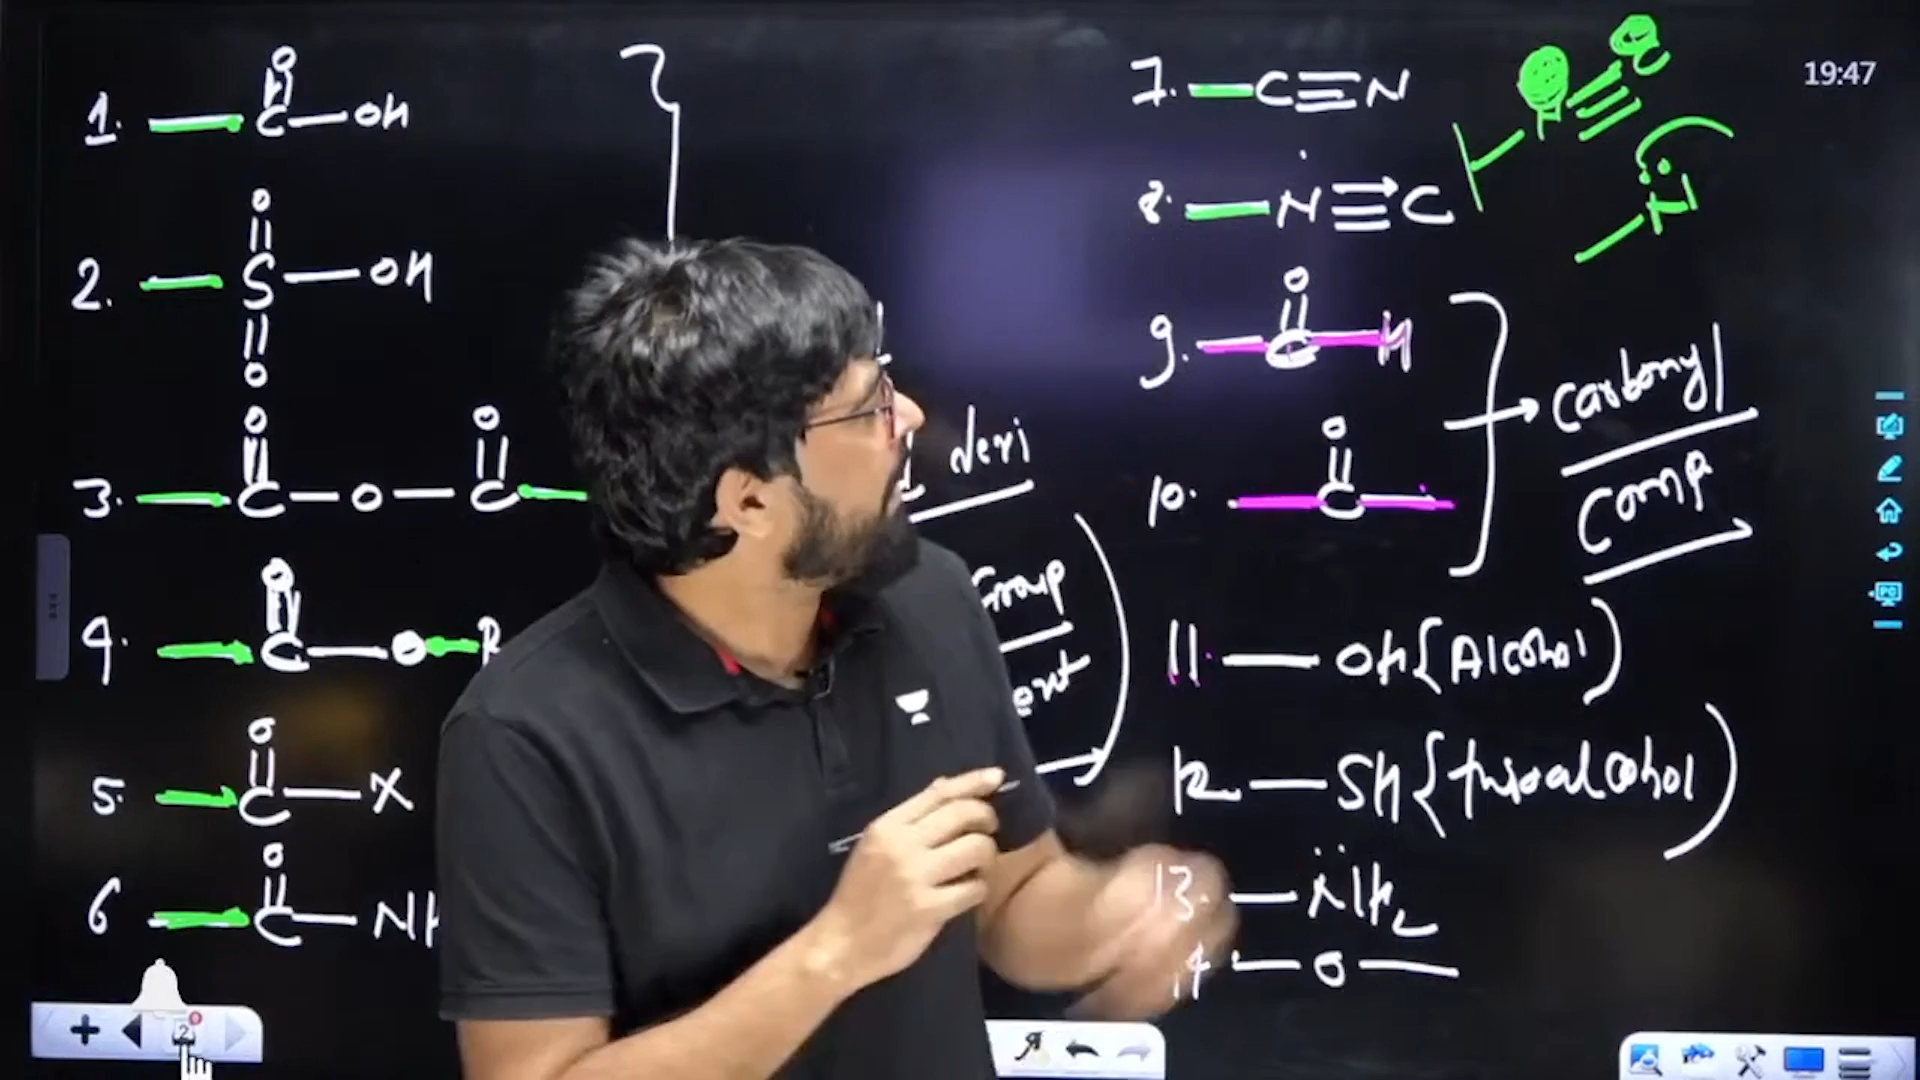 O
1. — C — OH
O
2. — S — OH
O
O
O
3. — C — O — C —
O
4. — C — O — R
O
5. — C — X
O
6 — C — NH
deri
Group
7. — C≡N
8. — N≡C
O
9. — C — H
O
10. — C —
Carbonyl
Comp
11. — OH {Alcohol}
12 — SH {thioalcohol}
13. — NH2
14 — O —
19:47
2